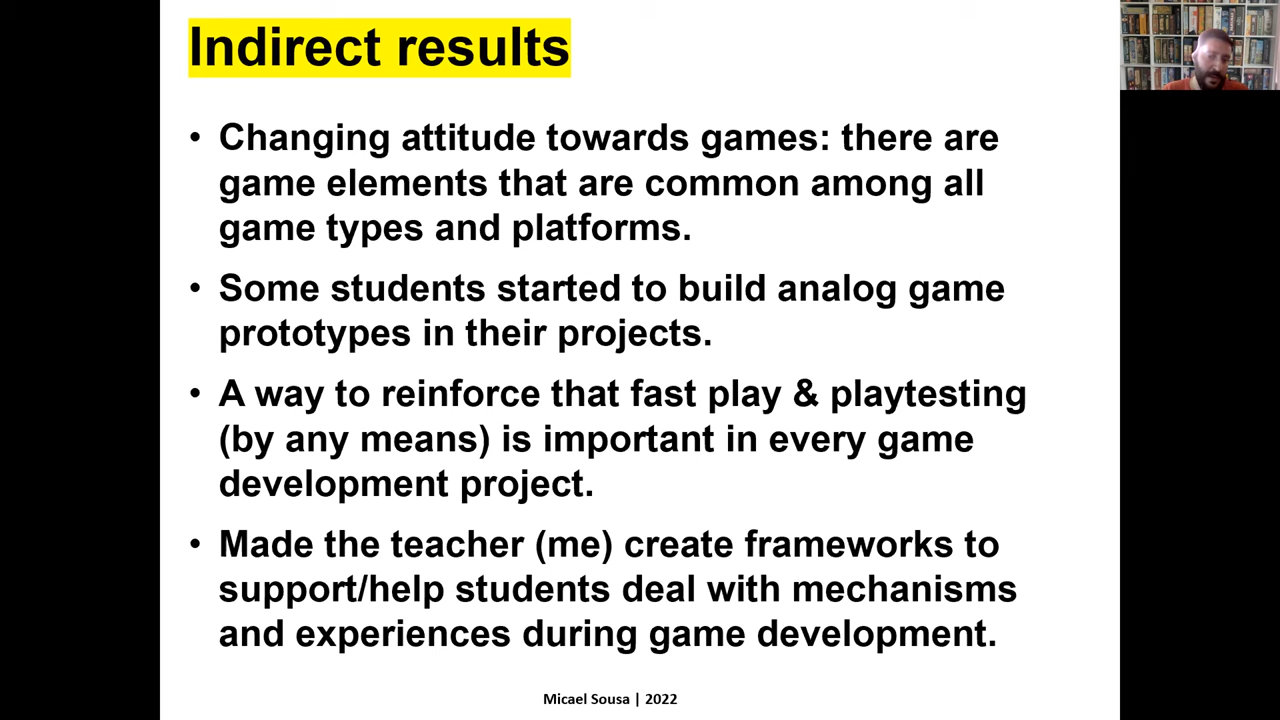 Indirect results
• Changing attitude towards games: there are
game elements that are common among all
game types and platforms.
• Some students started to build analog game
prototypes in their projects.
• A way to reinforce that fast play & playtesting
(by any means) is important in every game
development project.
• Made the teacher (me) create frameworks to
support/help students deal with mechanisms
and experiences during game development.
Micael Sousa | 2022